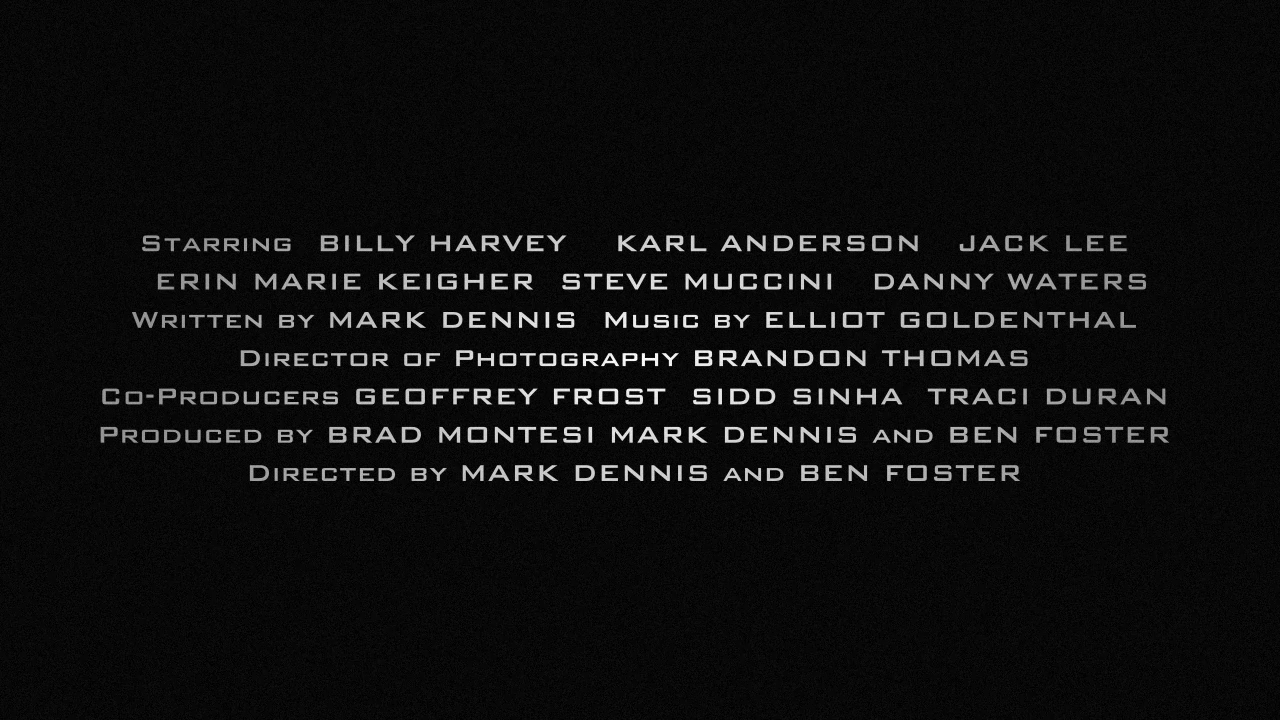 Starring BILLY HARVEY KARL ANDERSON JACK LEE
ERIN MARIE KEIGHER STEVE MUCCINI DANNY WATERS
Written by MARK DENNIS Music by ELLIOT GOLDENTHAL
Director of Photography BRANDON THOMAS
Co-Producers GEOFFREY FROST SIDD SINHA TRACI DURAN
Produced by BRAD MONTESI MARK DENNIS and BEN FOSTER
Directed by MARK DENNIS and BEN FOSTER